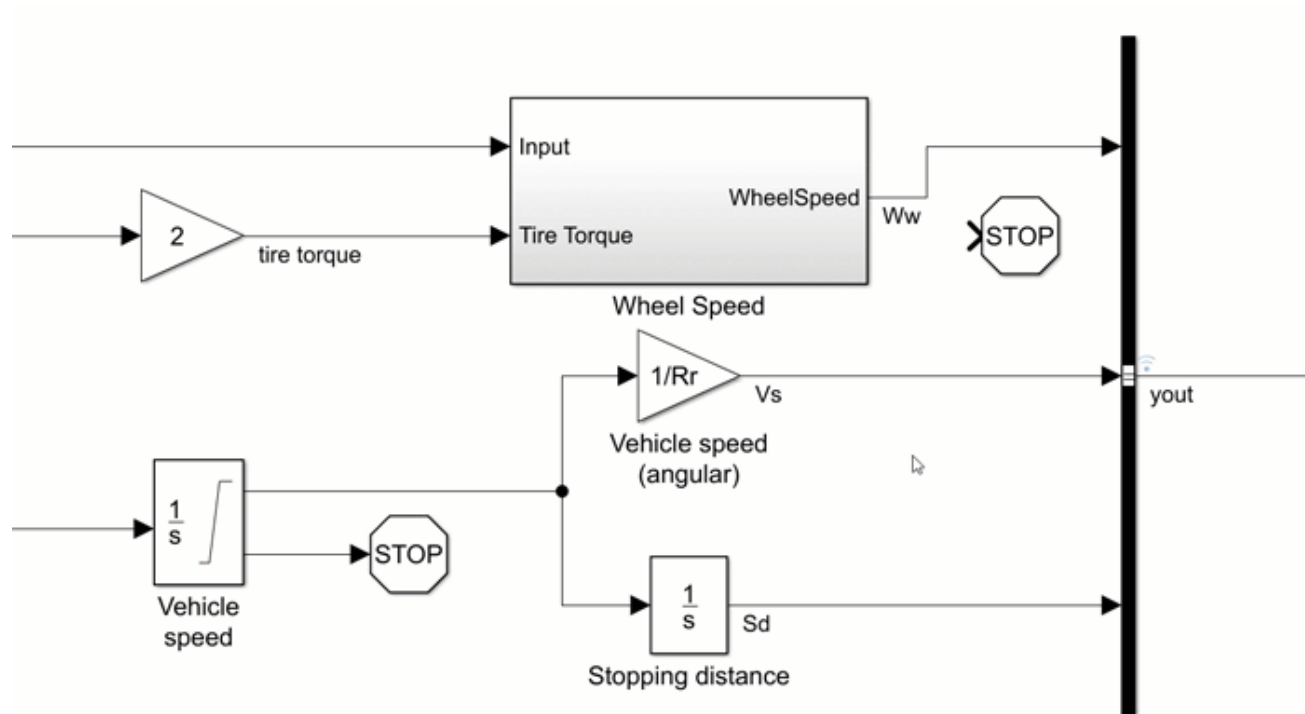 Input
WheelSpeed
Ww
STOP
2
tire torque
Tire Torque
Wheel Speed
1/Rr
Vs
yout
Vehicle speed
(angular)
1
s
STOP
Vehicle
speed
1
s
Sd
Stopping distance